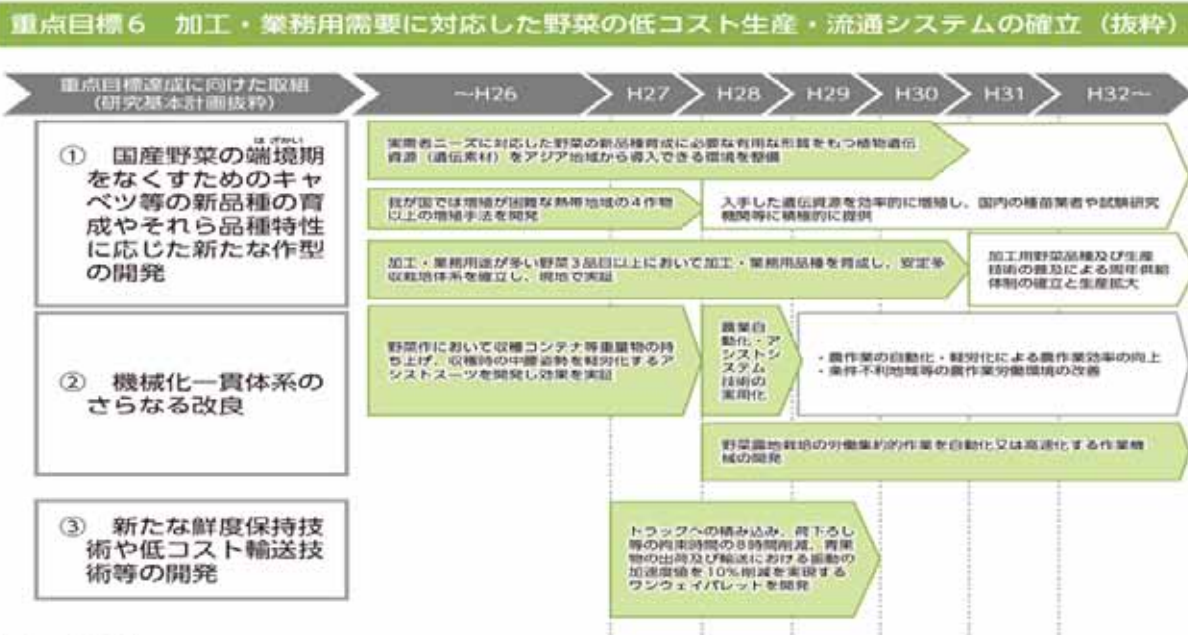 重点目標6　加工・業務用需要に対応した野菜の低コスト生産・流通システムの確立（抜粋）
重点目標達成に向けた取組
（研究基本計画抜粋）
～H26
H27
H28
H29
H30
H31
H32～
はざかい
①　国産野菜の端境期
をなくすためのキャ
ベツ等の新品種の育
成やそれら品種特性
に応じた新たな作型
の開発
実需者ニーズに対応した野菜の新品種育成に必要な有用な形質をもつ植物遺伝
資源（遺伝素材）をアジア地域から導入できる環境を整備
我が国では増殖が困難な熱帯地域の4作物
以上の増殖手法を開発
入手した遺伝資源を効率的に増殖し、国内の種苗業者や試験研究
機関等に積極的に提供
加工・業務用途が多い野菜3品目以上において加工・業務用品種を育成し、安定多
収栽培体系を確立し、現地で実証
加工用野菜品種及び生産
技術の普及による周年供給
体制の確立と生産拡大
②　機械化一貫体系の
さらなる改良
野菜作において収穫コンテナ等重量物の持
ち上げ、収穫時の中腰姿勢を軽労化するア
シストスーツを開発し効果を実証
農業自
動化・ア
シストシ
ステム
技術の
実用化
・農作業の自動化・軽労化による農作業効率の向上
・条件不利地域等の農作業労働環境の改善
野菜露地栽培の労働集約的作業を自動化又は高速化する作業機
械の開発
③　新たな鮮度保持技
術や低コスト輸送技
術等の開発
トラックへの積み込み、荷下ろし
等の拘束時間の8時間削減、青果
物の出荷及び輸送における振動の
加速度値を10%削減を実現する
ワンウェイパレットを開発